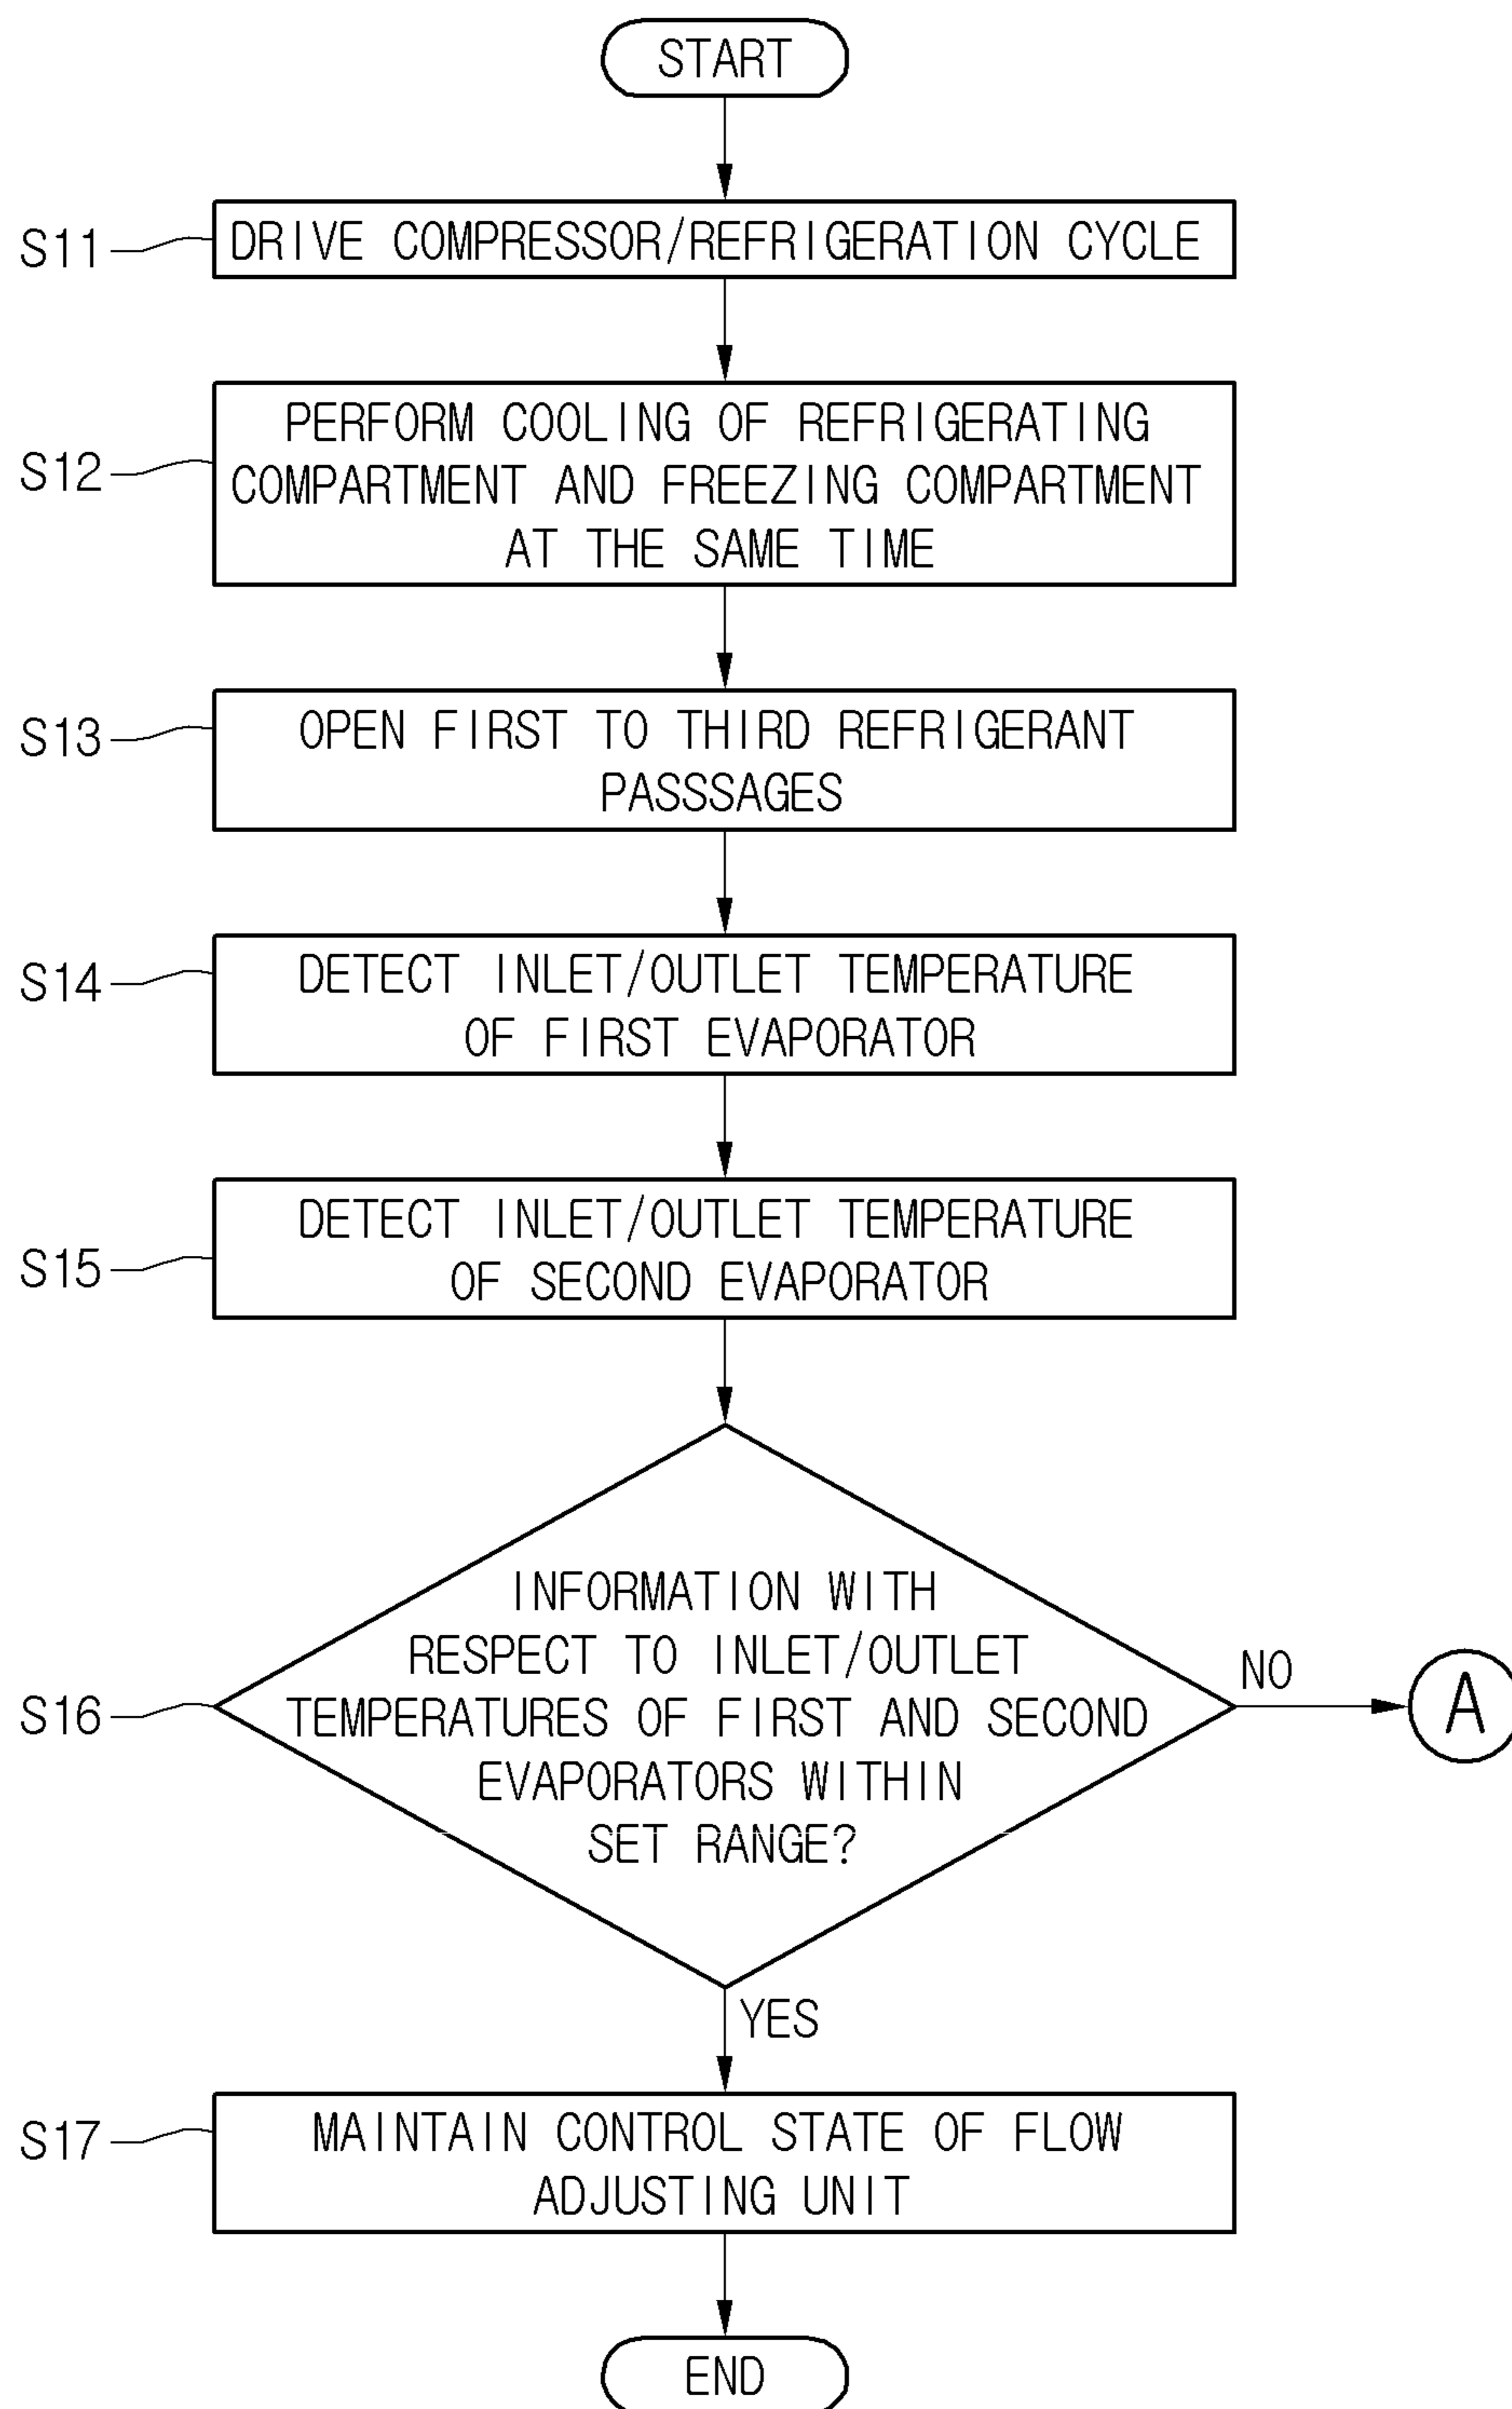 START
S11
DRIVE COMPRESSOR/REFRIGERATION CYCLE
S12
PERFORM COOLING OF REFRIGERATING
COMPARTMENT AND FREEZING COMPARTMENT
AT THE SAME TIME
S13
OPEN FIRST TO THIRD REFRIGERANT
PASSSAGES
S14
DETECT INLET/OUTLET TEMPERATURE
OF FIRST EVAPORATOR
S15
DETECT INLET/OUTLET TEMPERATURE
OF SECOND EVAPORATOR
S16
INFORMATION WITH
RESPECT TO INLET/OUTLET
TEMPERATURES OF FIRST AND SECOND
EVAPORATORS WITHIN
SET RANGE?
NO
A
YES
S17
MAINTAIN CONTROL STATE OF FLOW
ADJUSTING UNIT
END